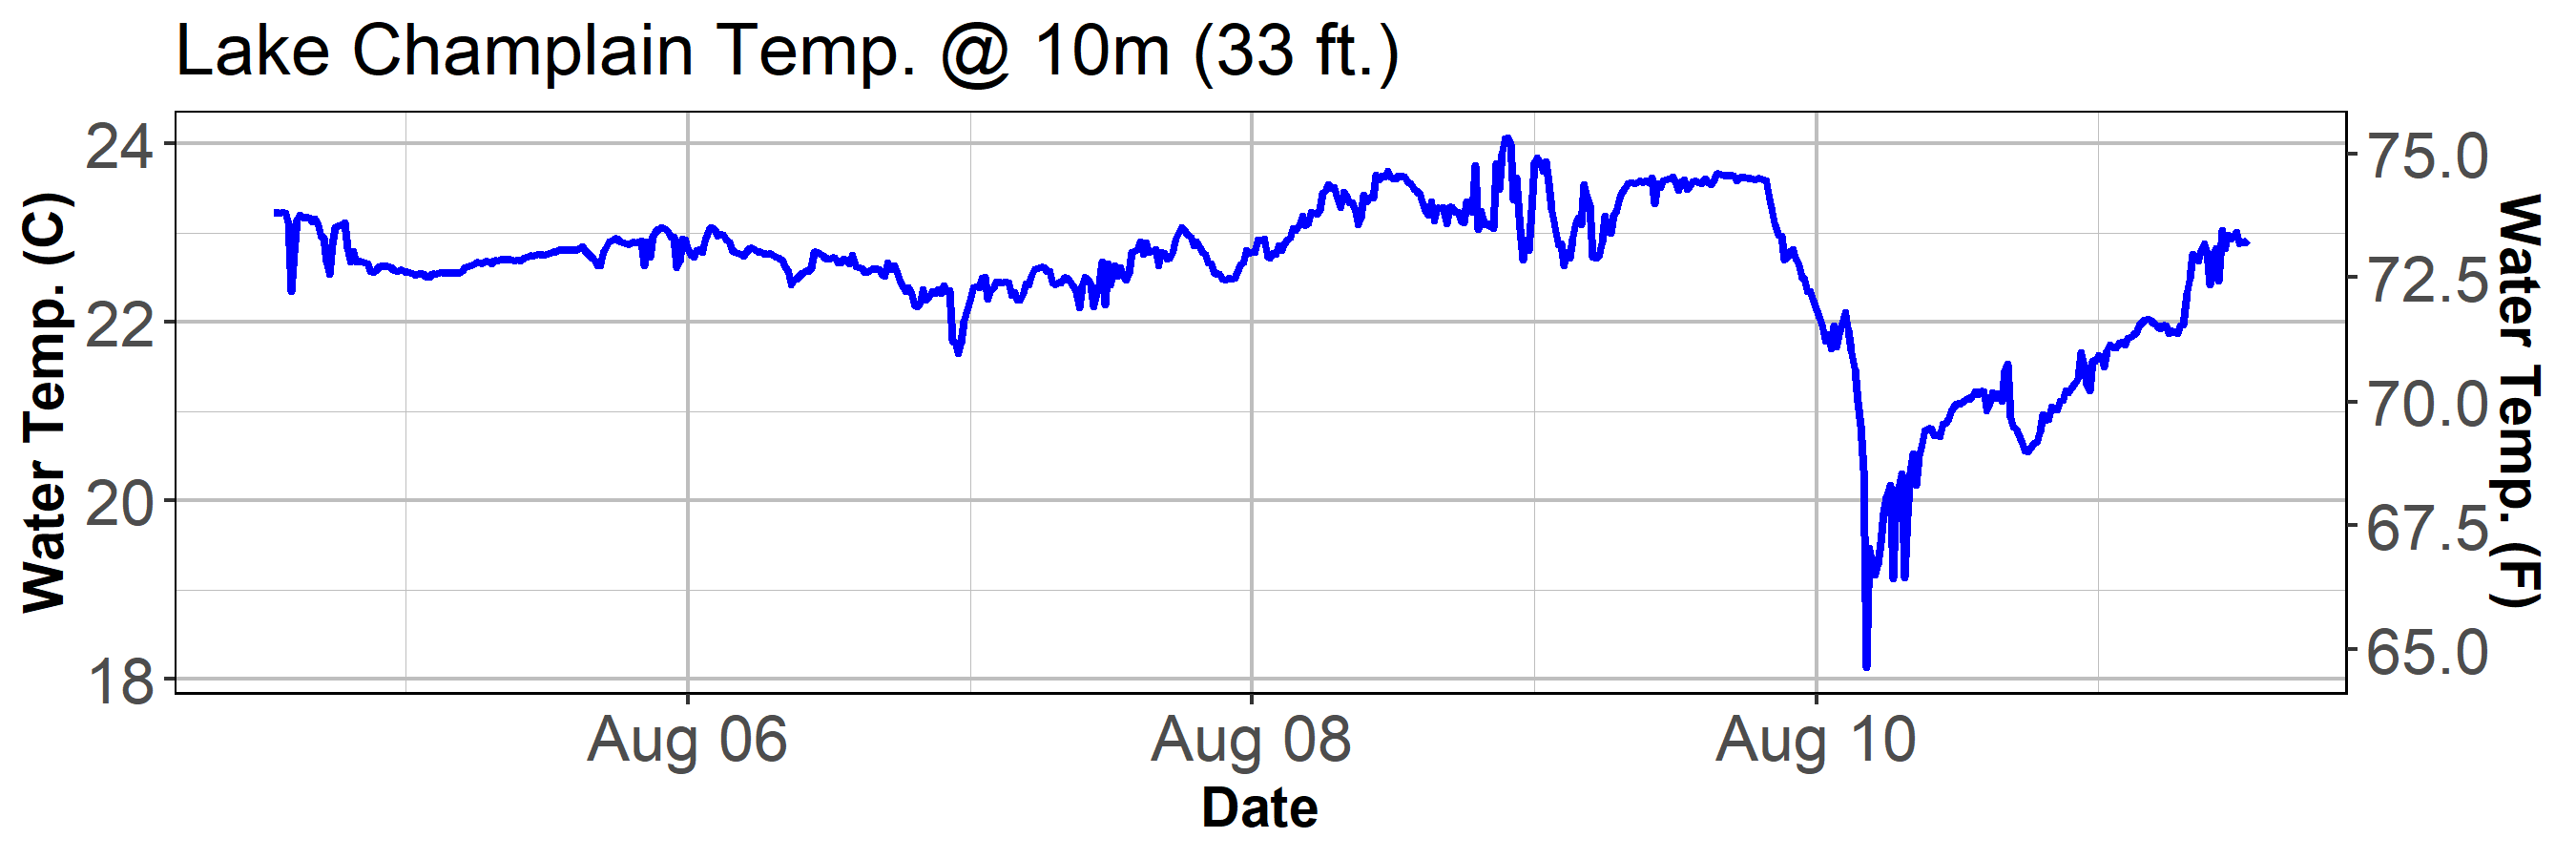 Lake Champlain Temp. @ 10m (33 ft.)
Water Temp. (C)
24
22
20
18
75.0
72.5
70.0
67.5
65.0
Water Temp. (F)
Aug 06
Aug 08
Aug 10
Date